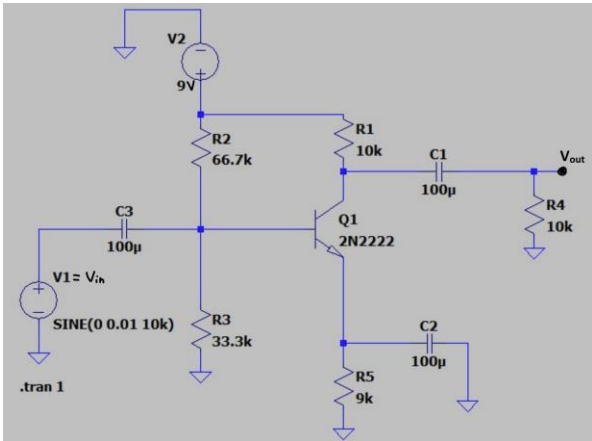 V2
9V
R2
66.7k
R1
10k
C1
100µ
Vout
R4
10k
C3
100µ
Q1
2N2222
V1 = Vin
SINE(0 0.01 10k)
R3
33.3k
C2
100µ
R5
9k
.tran 1